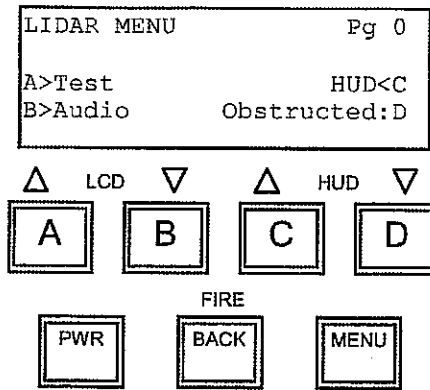 LIDAR MENU Pg 0
A>Test HUD<C
B>Audio Obstructed:D
LCD HUD
A B C D
FIRE
PWR BACK MENU